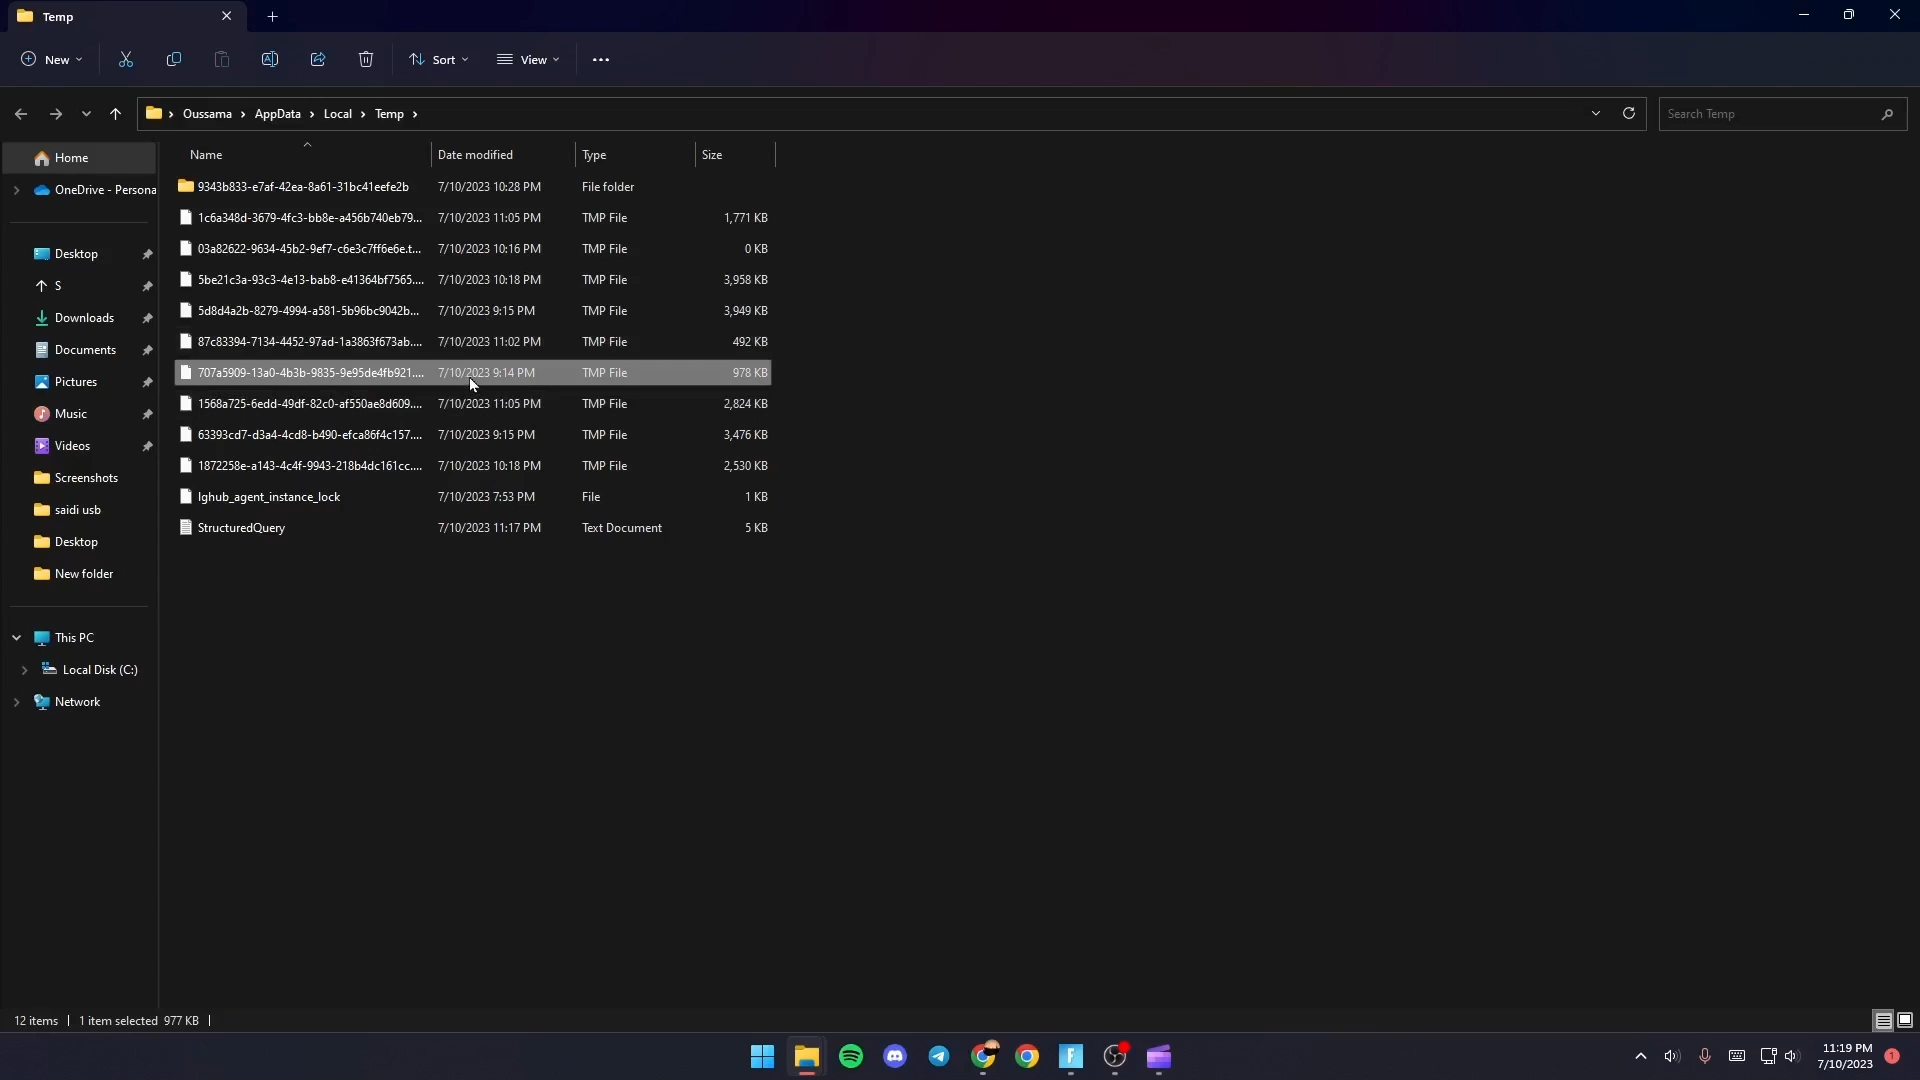 Temp
New
Sort
View
Oussama
AppData
Local
Temp
Search Temp
Home
OneDrive - Persona
Desktop
S
Downloads
Documents
Pictures
Music
Videos
Screenshots
saidi usb
Desktop
New folder
This PC
Local Disk (C:)
Network
Name Date modified Type Size
9343b833-e7af-42ea-8a61-31bc41eefe2b 7/10/2023 10:28 PM File folder
1c6a348d-3679-4fc3-bb8e-a456b740eb79... 7/10/2023 11:05 PM TMP File 1,771 KB
03a82622-9634-45b2-9ef7-c6e3c7ff6e6e.t... 7/10/2023 10:16 PM TMP File 0 KB
5be21c3a-93c3-4e13-bab8-e41364bf7565.... 7/10/2023 10:18 PM TMP File 3,958 KB
5d8d4a2b-8279-4994-a581-5b96bc9042b... 7/10/2023 9:15 PM TMP File 3,949 KB
87c83394-7134-4452-97ad-1a3863f673ab.... 7/10/2023 11:02 PM TMP File 492 KB
707a5909-13a0-4b3b-9835-9e95de4fb921.... 7/10/2023 9:14 PM TMP File 978 KB
1568a725-6edd-49df-82c0-af550ae8d609.... 7/10/2023 11:05 PM TMP File 2,824 KB
63393cd7-d3a4-4cd8-b490-efca86f4c157.... 7/10/2023 9:15 PM TMP File 3,476 KB
1872258e-a143-4c4f-9943-218b4dc161cc.... 7/10/2023 10:18 PM TMP File 2,530 KB
lghub_agent_instance_lock 7/10/2023 7:53 PM File 1 KB
StructuredQuery 7/10/2023 11:17 PM Text Document 5 KB
12 items 1 item selected 977 KB
11:19 PM
7/10/2023
1